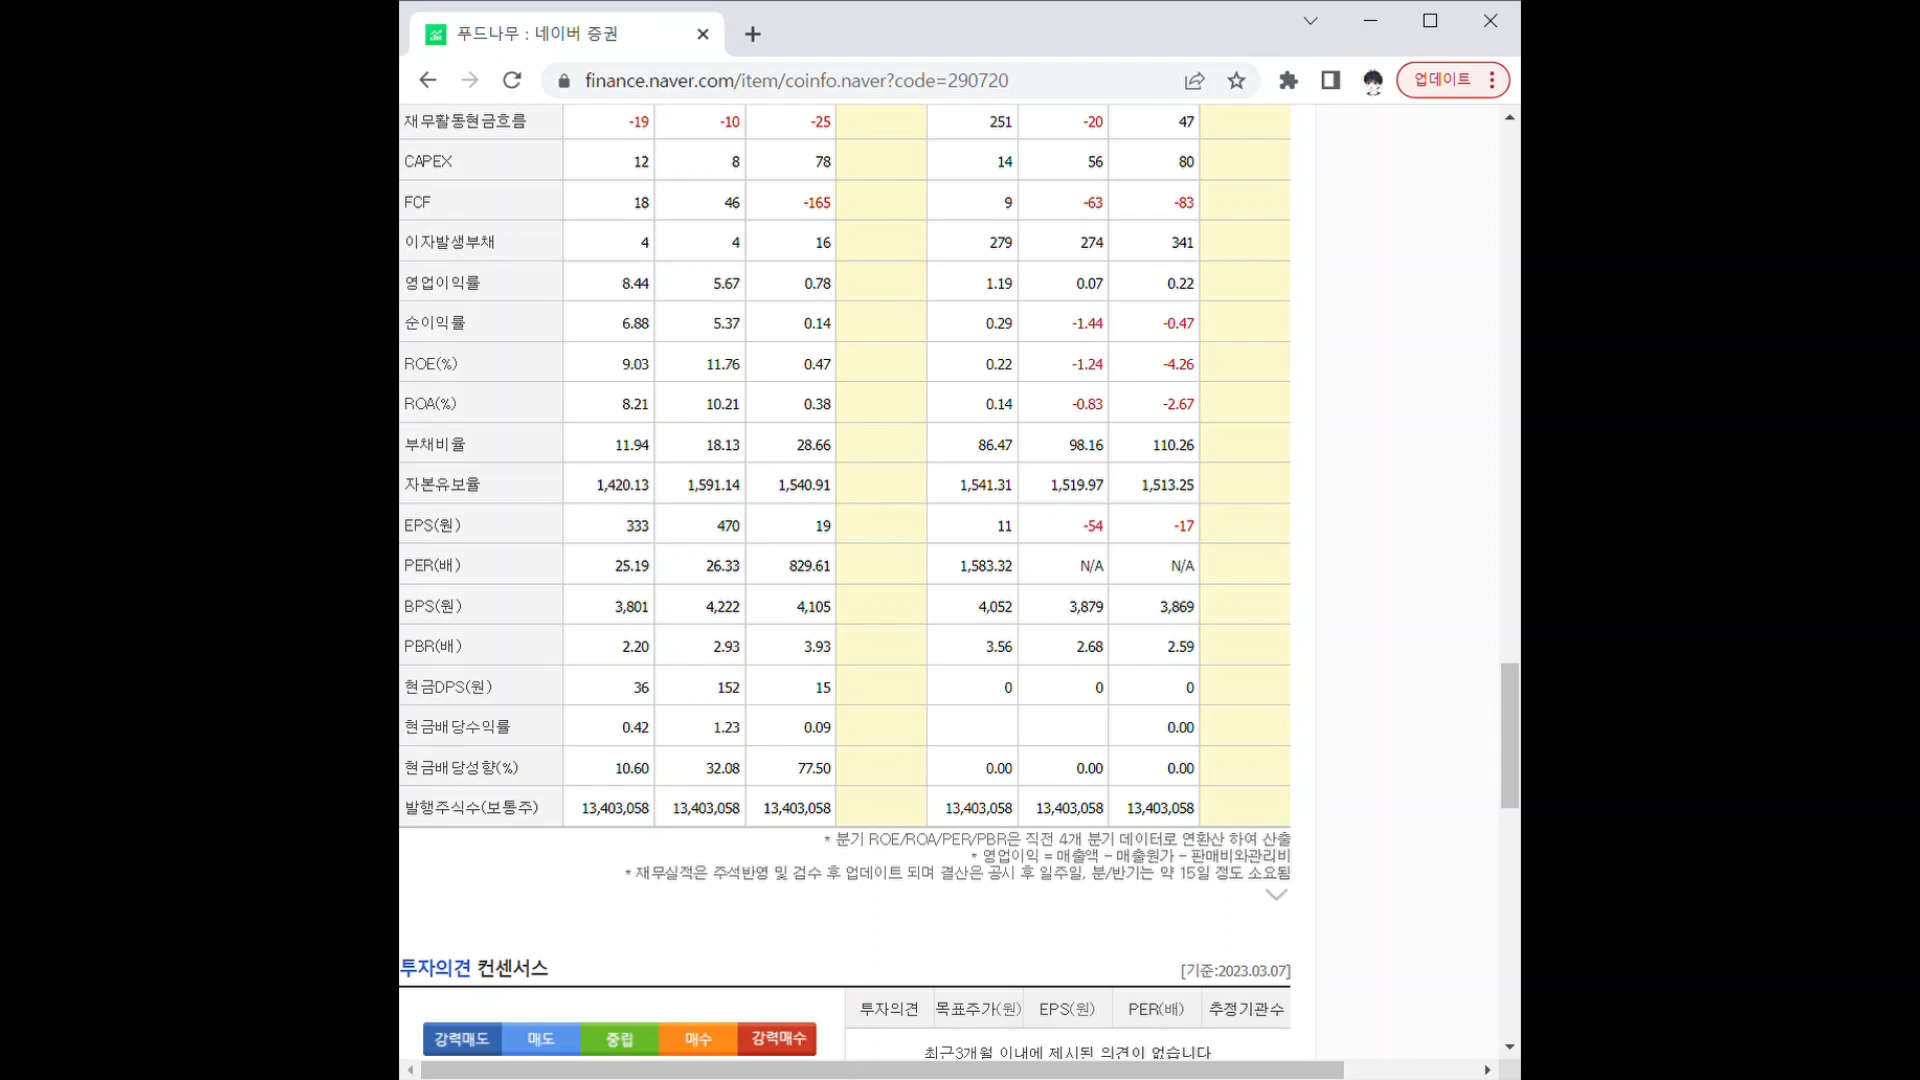 푸드나무 : 네이버 증권
finance.naver.com/item/coinfo.naver?code=290720
업데이트
재무활동현금흐름 -19 -10 -25 251 -20 47
CAPEX 12 8 78 14 56 80
FCF 18 46 -165 9 -63 -83
이자발생부채 4 4 16 279 274 341
영업이익률 8.44 5.67 0.78 1.19 0.07 0.22
순이익률 6.88 5.37 0.14 0.29 -1.44 -0.47
ROE(%) 9.03 11.76 0.47 0.22 -1.24 -4.26
ROA(%) 8.21 10.21 0.38 0.14 -0.83 -2.67
부채비율 11.94 18.13 28.66 86.47 98.16 110.26
자본유보율 1,420.13 1,591.14 1,540.91 1,541.31 1,519.97 1,513.25
EPS(원) 333 470 19 11 -54 -17
PER(배) 25.19 26.33 829.61 1,583.32 N/A N/A
BPS(원) 3,801 4,222 4,105 4,052 3,879 3,869
PBR(배) 2.20 2.93 3.93 3.56 2.68 2.59
현금DPS(원) 36 152 15 0 0 0
현금배당수익률 0.42 1.23 0.09 0.00
현금배당성향(%) 10.60 32.08 77.50 0.00 0.00 0.00
발행주식수(보통주) 13,403,058 13,403,058 13,403,058 13,403,058 13,403,058 13,403,058
* 분기 ROE/ROA/PER/PBR은 직전 4개 분기 데이터로 연환산 하여 산출
* 영업이익 = 매출액 - 매출원가 - 판매비와관리비
* 재무실적은 주석반영 및 검수 후 업데이트 되며 결산은 공시 후 일주일, 분/반기는 약 15일 정도 소요됨
투자의견 컨센서스 [기준:2023.03.07]
투자의견 목표주가(원) EPS(원) PER(배) 추정기관수
강력매도 매도 중립 매수 강력매수
최근3개월 이내에 제시된 의견이 없습니다